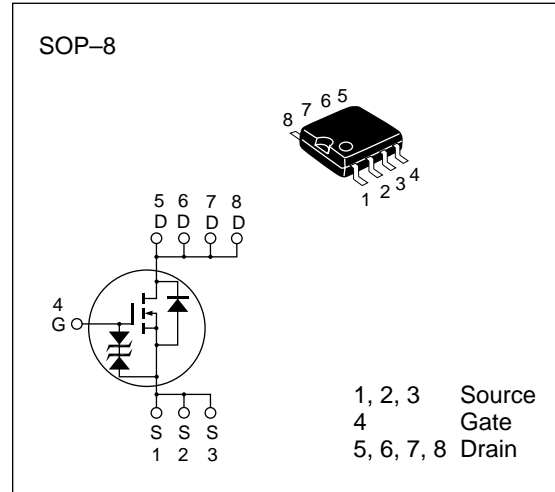 SOP–8
8 7 6 5
1 2 3 4
5 6 7 8
D D D D
4
G
S S S
1 2 3
1, 2, 3 Source
4 Gate
5, 6, 7, 8 Drain